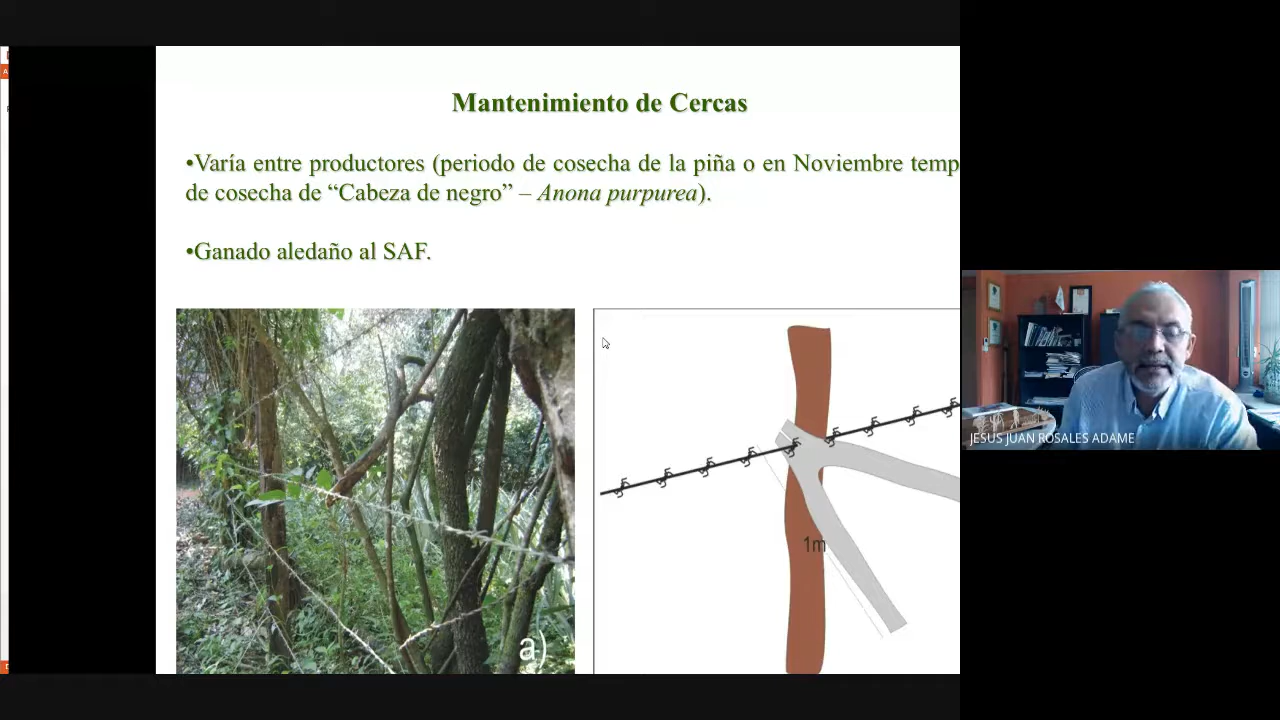 Mantenimiento de Cercas
•Varía entre productores (periodo de cosecha de la piña o en Noviembre temp
de cosecha de “Cabeza de negro” – Anona purpurea).
•Ganado aledaño al SAF.
a)
1m
JESUS JUAN ROSALES ADAME